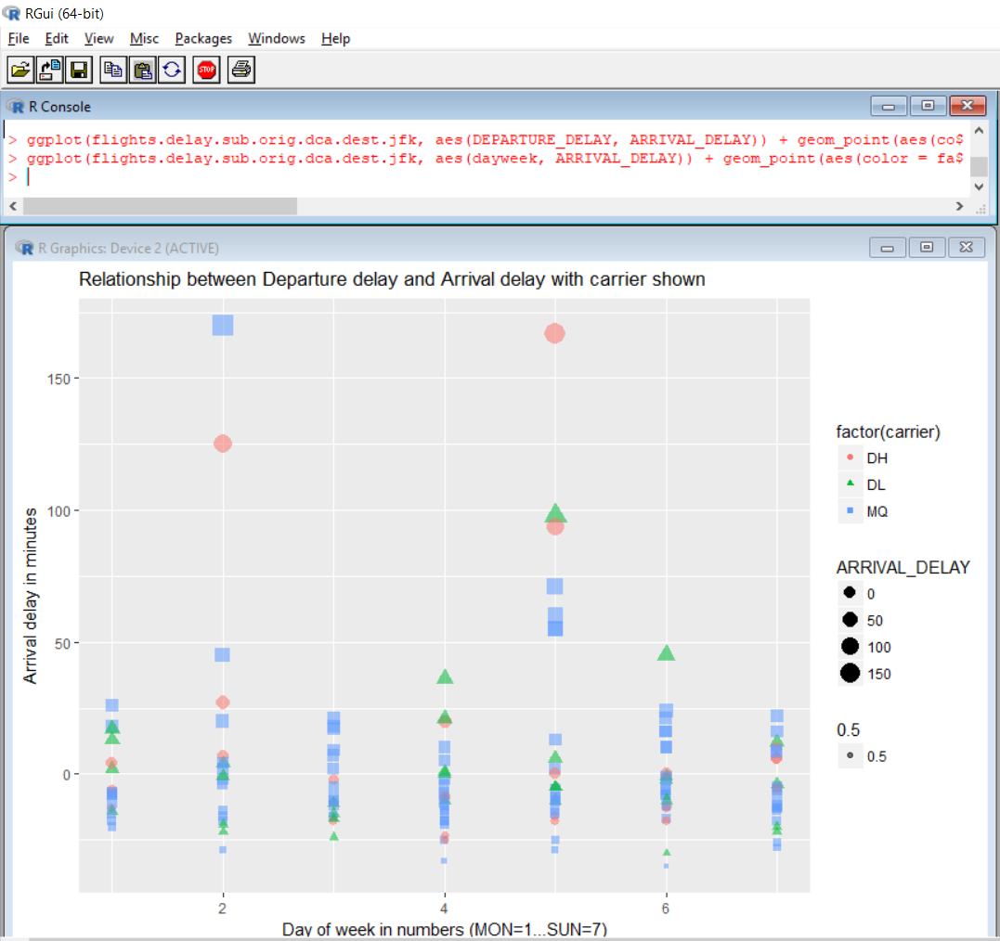 RGui (64-bit)
File Edit View Misc Packages Windows Help
STOP
R Console
> ggplot(flights.delay.sub.orig.dca.dest.jfk, aes(DEPARTURE_DELAY, ARRIVAL_DELAY)) + geom_point(aes(co$
> ggplot(flights.delay.sub.orig.dca.dest.jfk, aes(dayweek, ARRIVAL_DELAY)) + geom_point(aes(color = fa$
>
R Graphics: Device 2 (ACTIVE)
Relationship between Departure delay and Arrival delay with carrier shown
150
100
50
0
Arrival delay in minutes
2 4 6
Day of week in numbers (MON=1...SUN=7)
factor(carrier)
DH
DL
MQ
ARRIVAL_DELAY
0
50
100
150
0.5
0.5